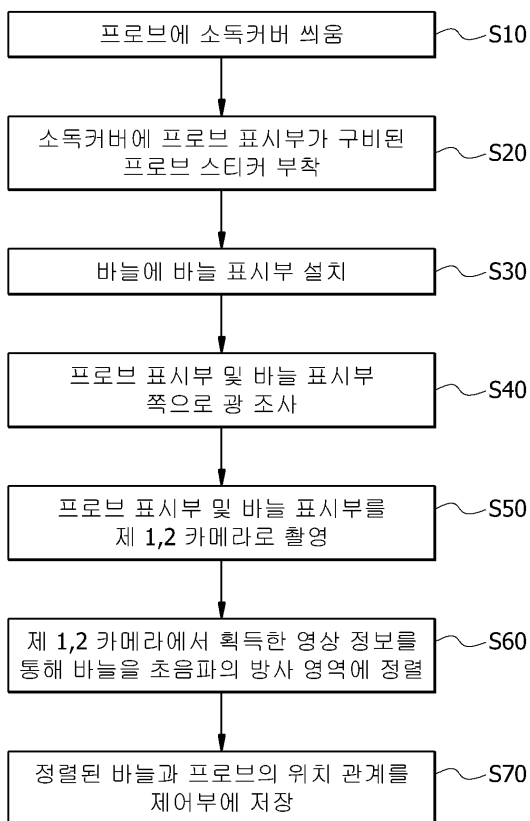 프로브에 소독커버 씌움
S10
소독커버에 프로브 표시부가 구비된
프로브 스티커 부착
S20
바늘에 바늘 표시부 설치
S30
프로브 표시부 및 바늘 표시부
쪽으로 광 조사
S40
프로브 표시부 및 바늘 표시부를
제 1,2 카메라로 촬영
S50
제 1,2 카메라에서 획득한 영상 정보를
통해 바늘을 초음파의 방사 영역에 정렬
S60
정렬된 바늘과 프로브의 위치 관계를
제어부에 저장
S70